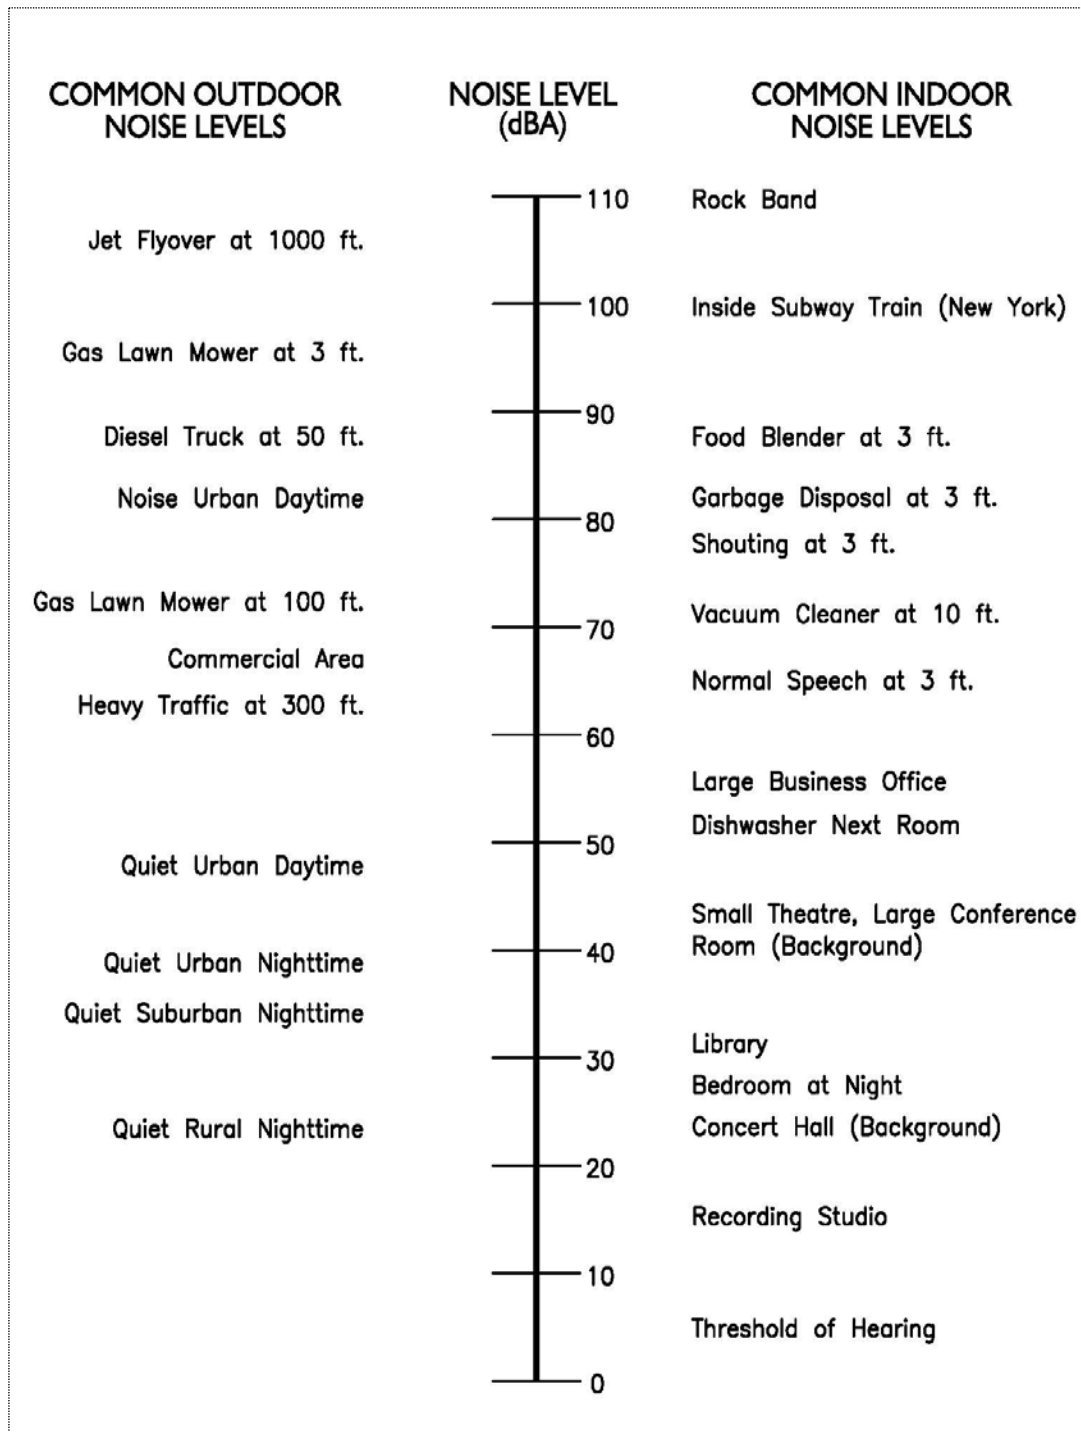 COMMON OUTDOOR
NOISE LEVELS
NOISE LEVEL
(dBA)
COMMON INDOOR
NOISE LEVELS
110
Rock Band
Jet Flyover at 1000 ft.
100
Inside Subway Train (New York)
Gas Lawn Mower at 3 ft.
90
Diesel Truck at 50 ft.
Food Blender at 3 ft.
Noise Urban Daytime
Garbage Disposal at 3 ft.
80
Shouting at 3 ft.
Gas Lawn Mower at 100 ft.
Vacuum Cleaner at 10 ft.
70
Commercial Area
Normal Speech at 3 ft.
Heavy Traffic at 300 ft.
60
Large Business Office
Dishwasher Next Room
50
Quiet Urban Daytime
Small Theatre, Large Conference
Room (Background)
40
Quiet Urban Nighttime
Quiet Suburban Nighttime
Library
30
Bedroom at Night
Quiet Rural Nighttime
Concert Hall (Background)
20
Recording Studio
10
Threshold of Hearing
0